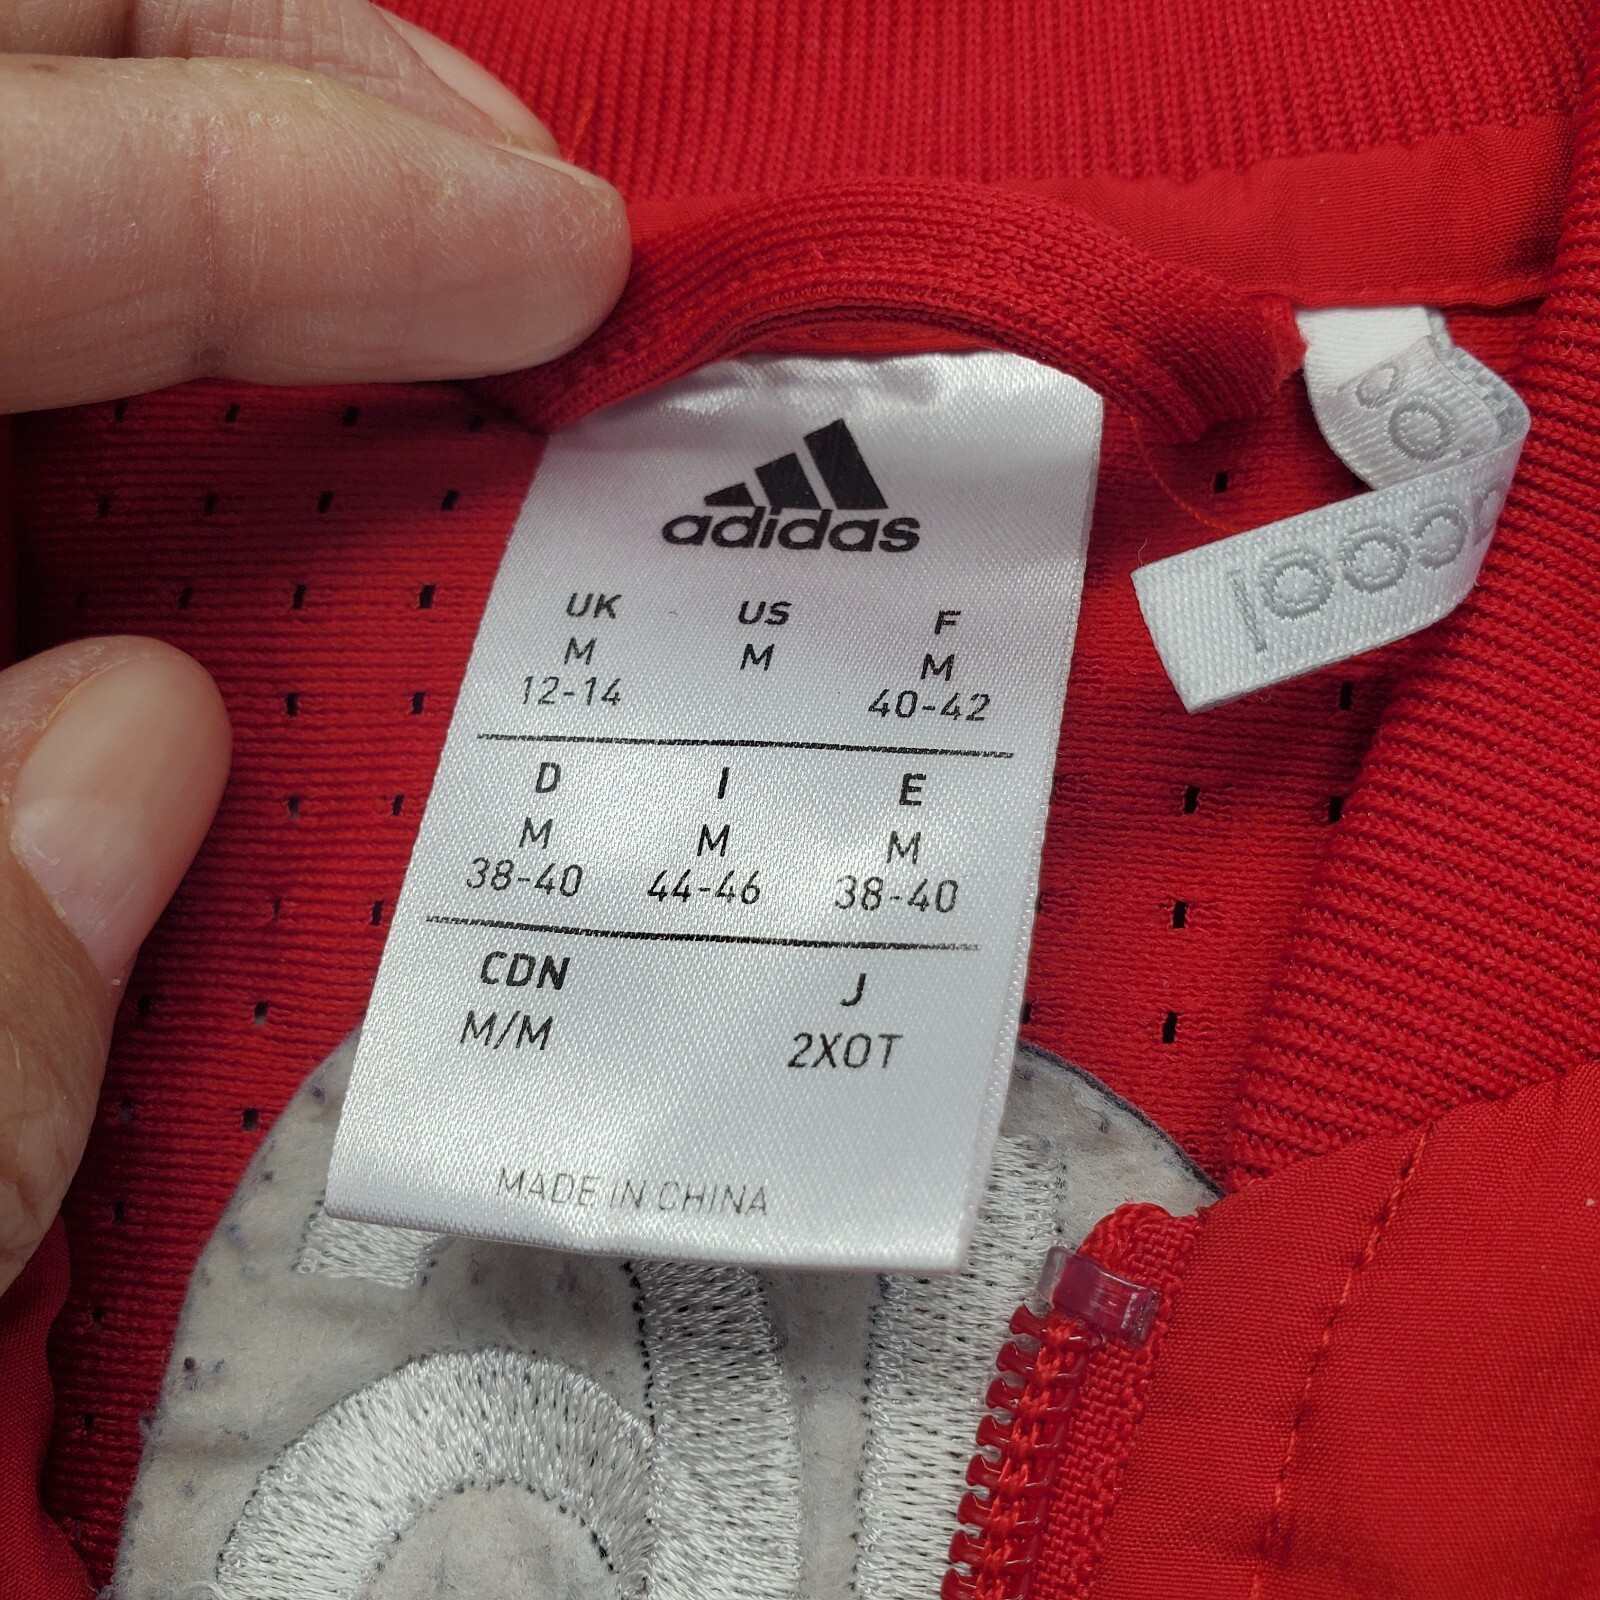 adidas
UK US F
M M M
12-14 40-42
D I E
M M M
38-40 44-46 38-40
CDN J
M/M 2XOT
MADE IN CHINA